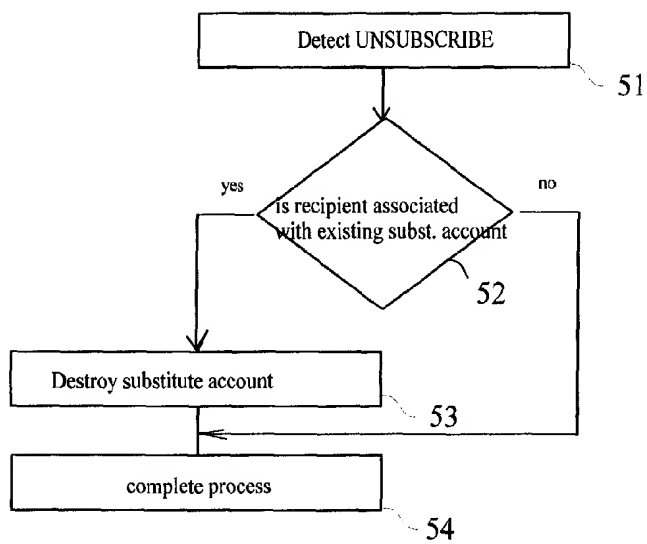 Detect UNSUBSCRIBE
51
yes
no
is recipient associated
with existing subst. account
52
Destroy substitute account
53
complete process
54